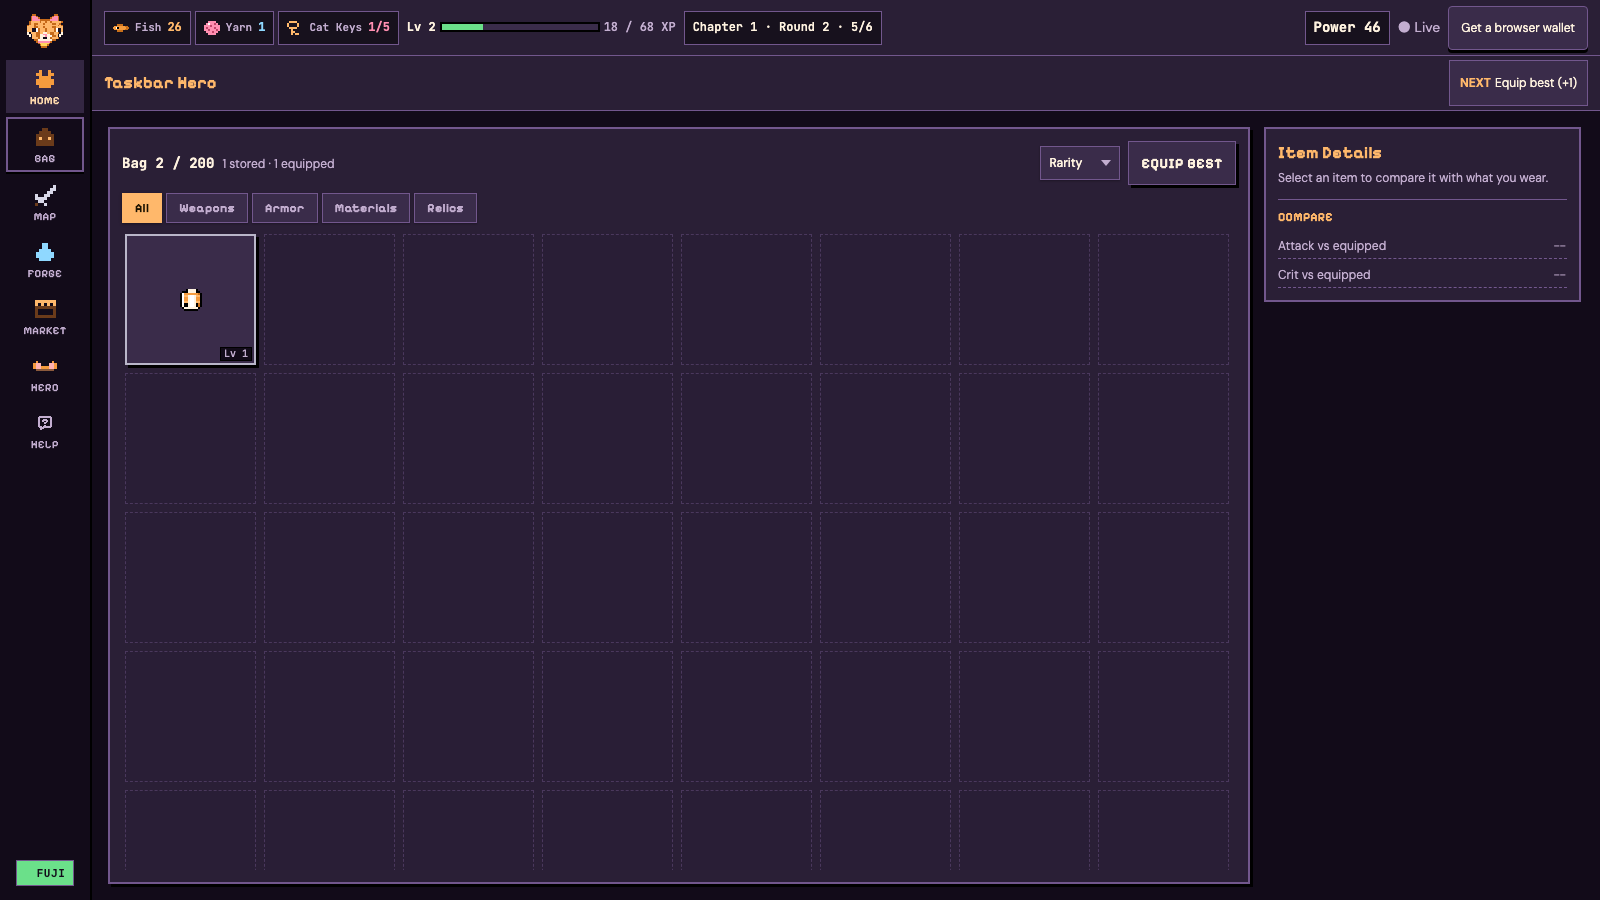 Fish 26
Yarn 1
Cat Keys 1/5
Lv 2
18 / 68 XP
Chapter 1 · Round 2 · 5/6
Power 46
Live
Get a browser wallet
HOME
BAG
MAP
FORGE
MARKET
HERO
HELP
FUJI
Taskbar Hero
NEXT Equip best (+1)
Bag 2 / 200 1 stored · 1 equipped
Rarity
EQUIP BEST
All
Weapons
Armor
Materials
Relics
Lv 1
Item Details
Select an item to compare it with what you wear.
COMPARE
Attack vs equipped --
Crit vs equipped --